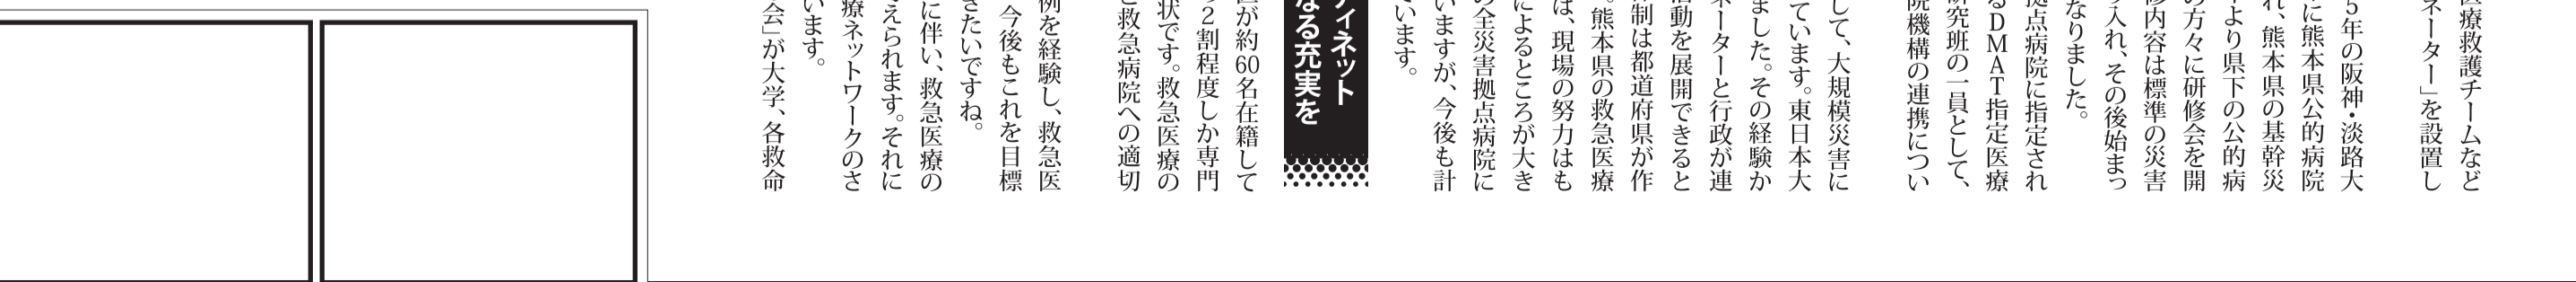 医療救護チームなど
ネーター」を設置し
5年の阪神・淡路大
に熊本県公的病院
れ、熊本県の基幹災
より県下の公的病
の方々に研修会を開
修内容は標準の災害
り入れ、その後始まっ
なりました。
拠点病院に指定され
るDMAT指定医療
研究班の一員として、
院機構の連携につい
して、大規模災害に
ています。東日本大
ました。その経験か
ネーターと行政が連
活動を展開できると
体制は都道府県が作
。熊本県の救急医療
は、現場の努力はも
によるところが大き
の全災害拠点病院に
いますが、今後も計
ています。
ィネット
なる充実を
医が約60名在籍して
2割程度しか専門
状です。救急医療の
と救急病院への適切
例を経験し、救急医
今後もこれを目標
きたいですね。
に伴い、救急医療の
考えられます。それに
療ネットワークのさ
います。
会」が大学、各救命